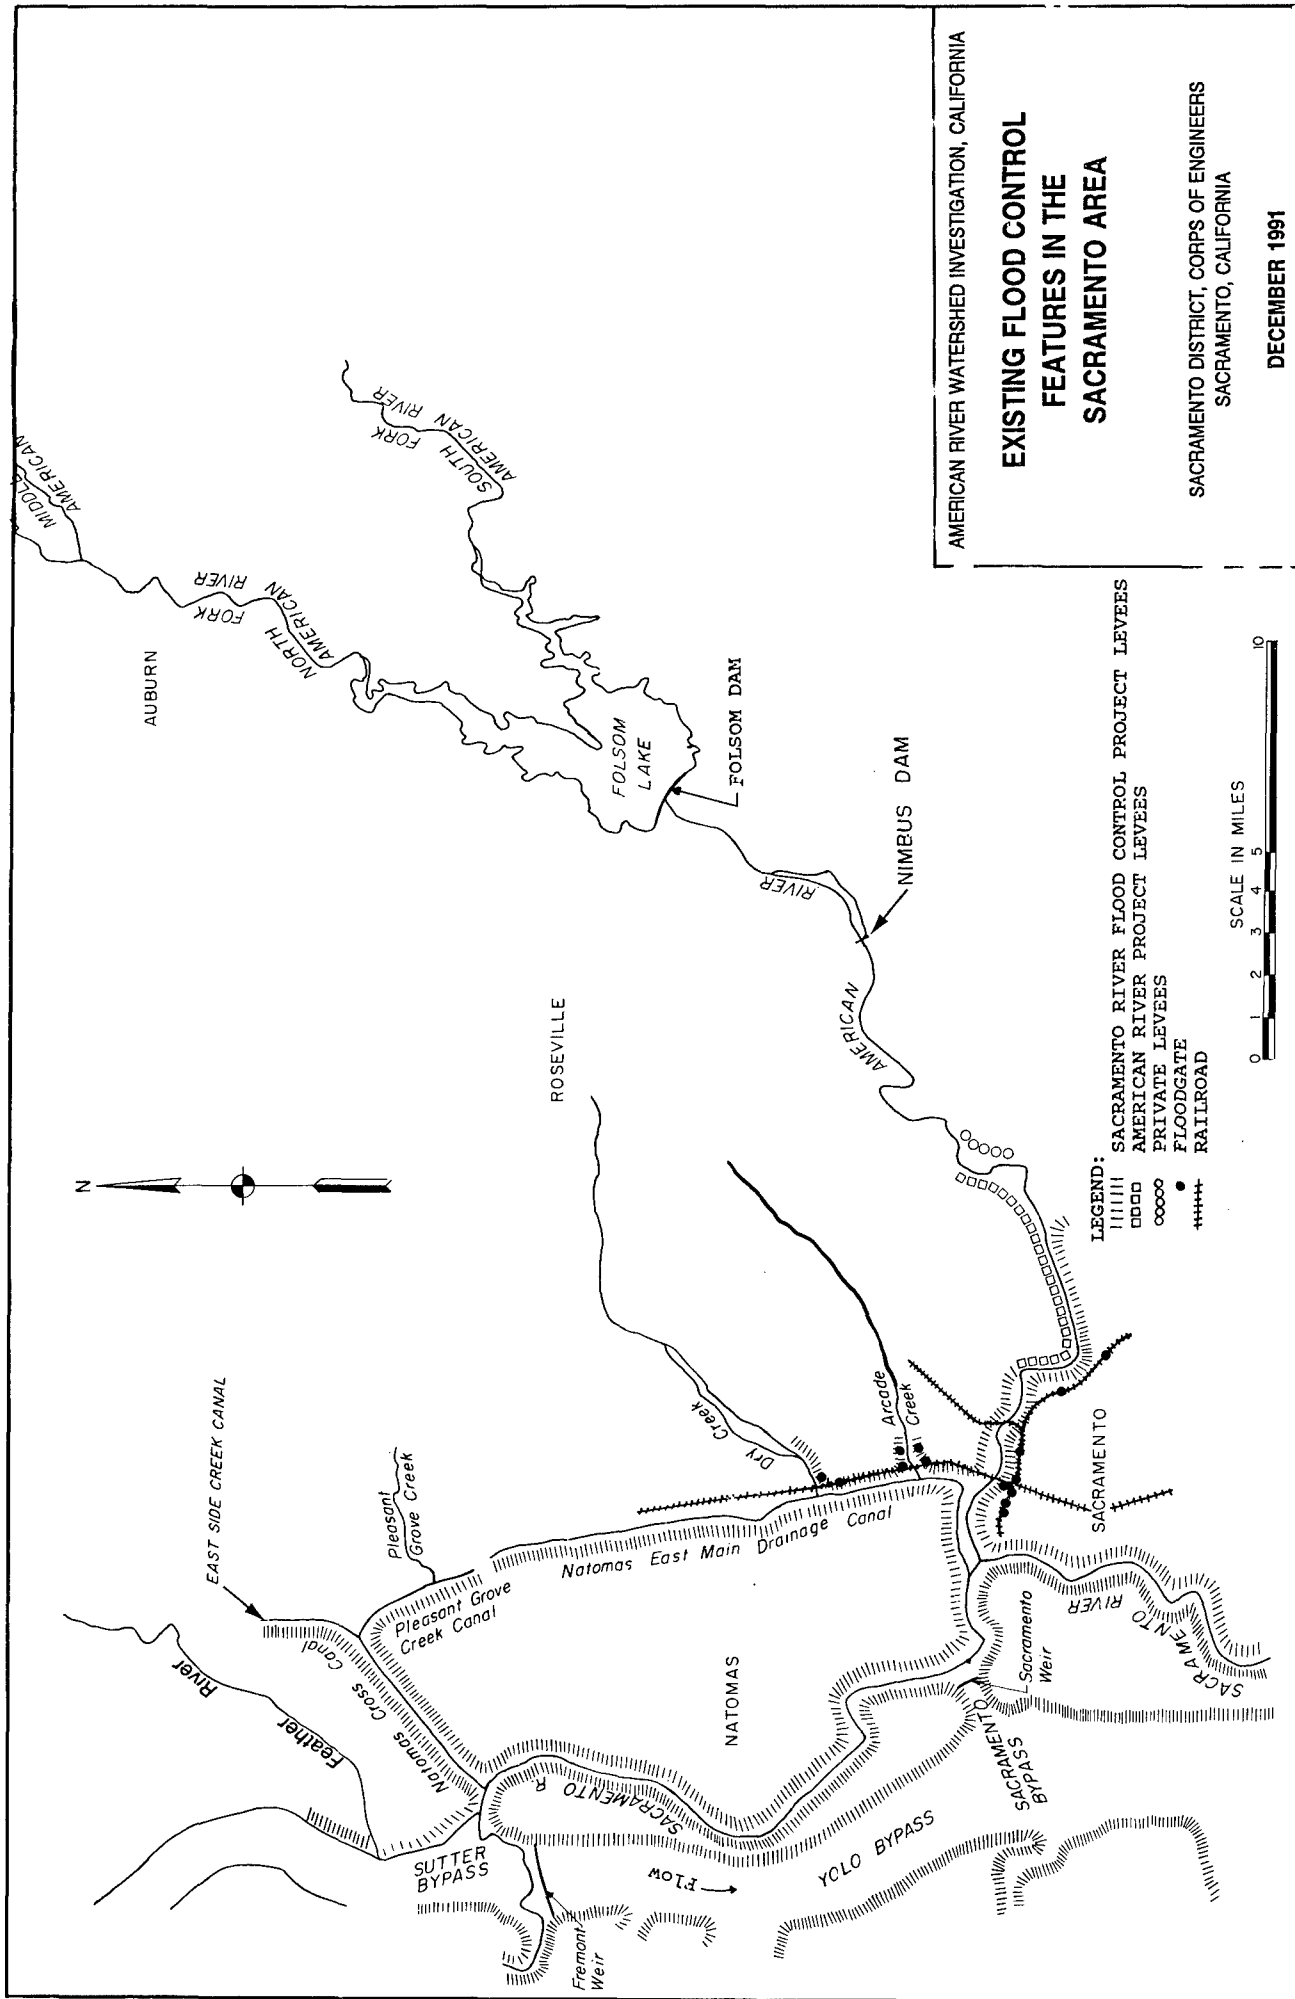 AMERICAN RIVER WATERSHED INVESTIGATION, CALIFORNIA
EXISTING FLOOD CONTROL
FEATURES IN THE
SACRAMENTO AREA
SACRAMENTO DISTRICT, CORPS OF ENGINEERS
SACRAMENTO, CALIFORNIA
DECEMBER 1991
LEGEND:
SACRAMENTO RIVER FLOOD CONTROL PROJECT LEVEES
AMERICAN RIVER PROJECT LEVEES
PRIVATE LEVEES
FLOODGATE
RAILROAD
SCALE IN MILES
0 1 2 3 4 5 10
N
MIDDLE
AMERICAN
NORTH
AMERICAN
FORK
RIVER
AUBURN
SOUTH
AMERICAN
FORK
RIVER
FOLSOM
LAKE
FOLSOM DAM
NIMBUS DAM
AMERICAN
RIVER
ROSEVILLE
EAST SIDE CREEK CANAL
Pleasant
Grove Creek
Pleasant Grove
Creek Canal
Natomas Cross Canal
Feather River
Natomas East Main Drainage Canal
Dry Creek
Arcade
Creek
NATOMAS
SACRAMENTO
SACRAMENTO R
SACRAMENTO RIVER
Sacramento
Weir
SACRAMENTO
BYPASS
YOLO BYPASS
Flow
SUTTER
BYPASS
Fremont
Weir